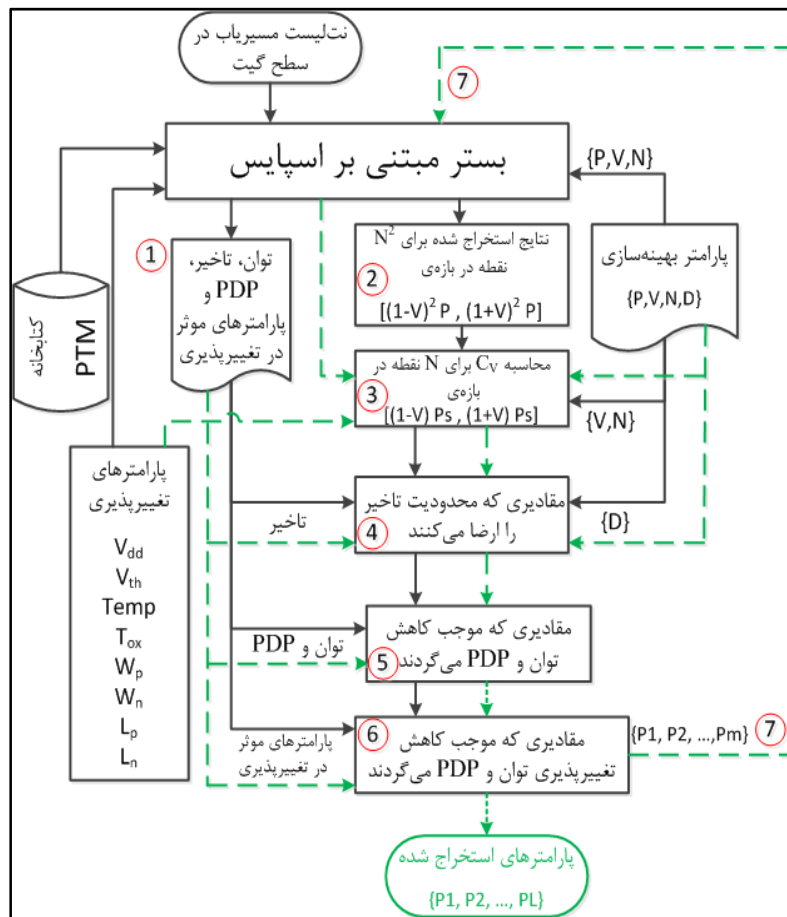 نت‌لیست مسیریاب در
سطح گیت
7
بستر مبتنی بر اسپایس
{P,V,N}
1
توان، تاخیر،
PDP و
پارامترهای موثر
در تغییرپذیری
2
نتایج استخراج شده برای N²
نقطه در بازه‌ی
[(1-V)² P , (1+V)² P]
پارامتر بهینه‌سازی
{P,V,N,D}
کتابخانه
PTM
3
محاسبه Cv برای N نقطه در
بازه‌ی
[(1-V) Ps , (1+V) Ps]
{V,N}
پارامترهای
تغییرپذیری
Vdd
Vth
Temp
Tox
Wp
Wn
Lp
Ln
تاخیر
4
مقادیری که محدودیت تاخیر
را ارضا می‌کنند
{D}
توان و PDP
5
مقادیری که موجب کاهش
توان و PDP می‌گردند
پارامترهای موثر
در تغییرپذیری
6
مقادیری که موجب کاهش
تغییرپذیری توان و PDP می‌گردند
{P1, P2, ...,Pm}
7
پارامترهای استخراج شده
{P1, P2, ..., PL}